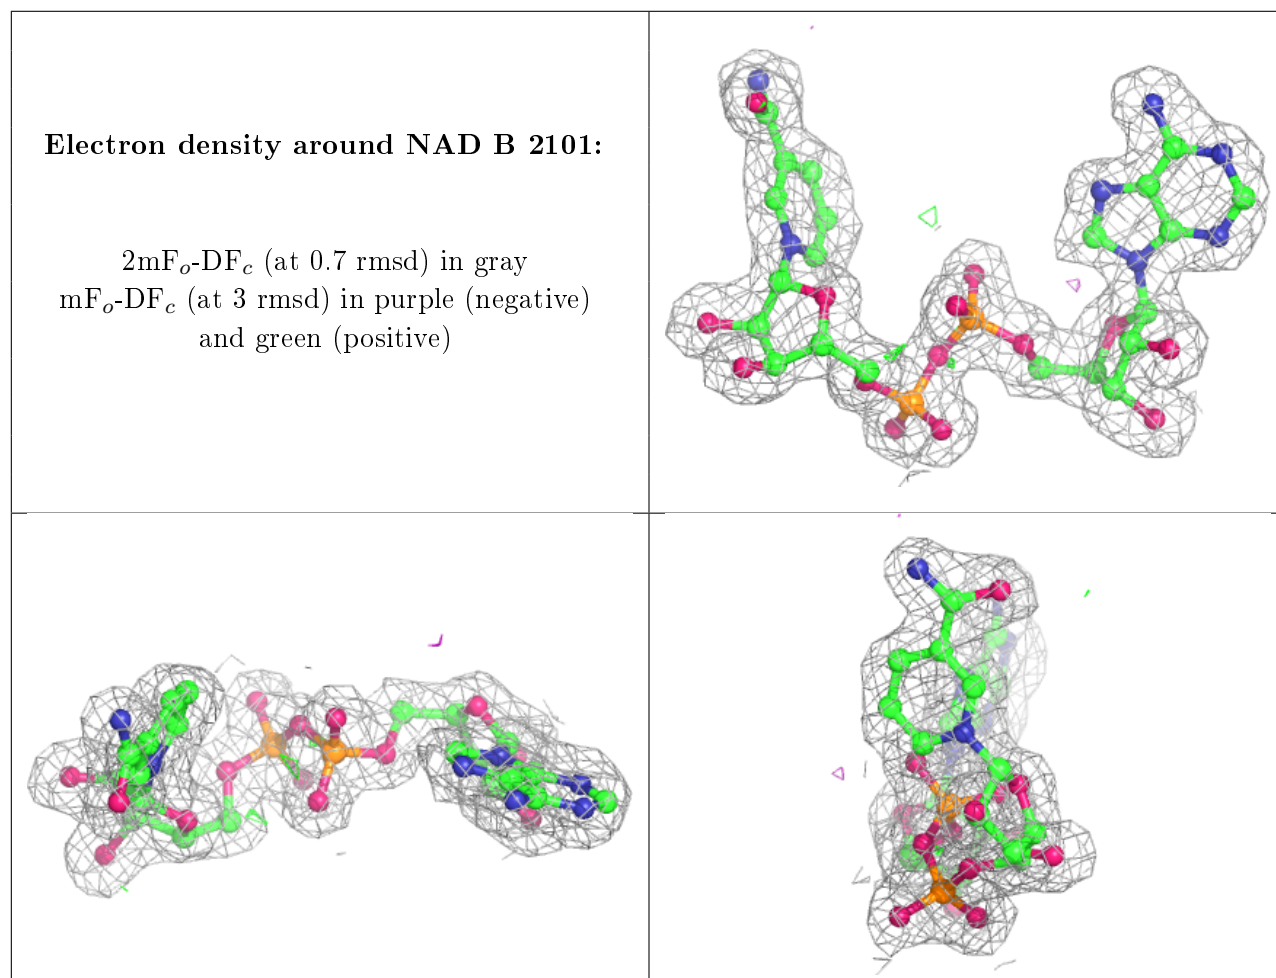 Electron density around NAD B 2101:
2mFₒ-DF𝒸 (at 0.7 rmsd) in gray
mFₒ-DF𝒸 (at 3 rmsd) in purple (negative)
and green (positive)